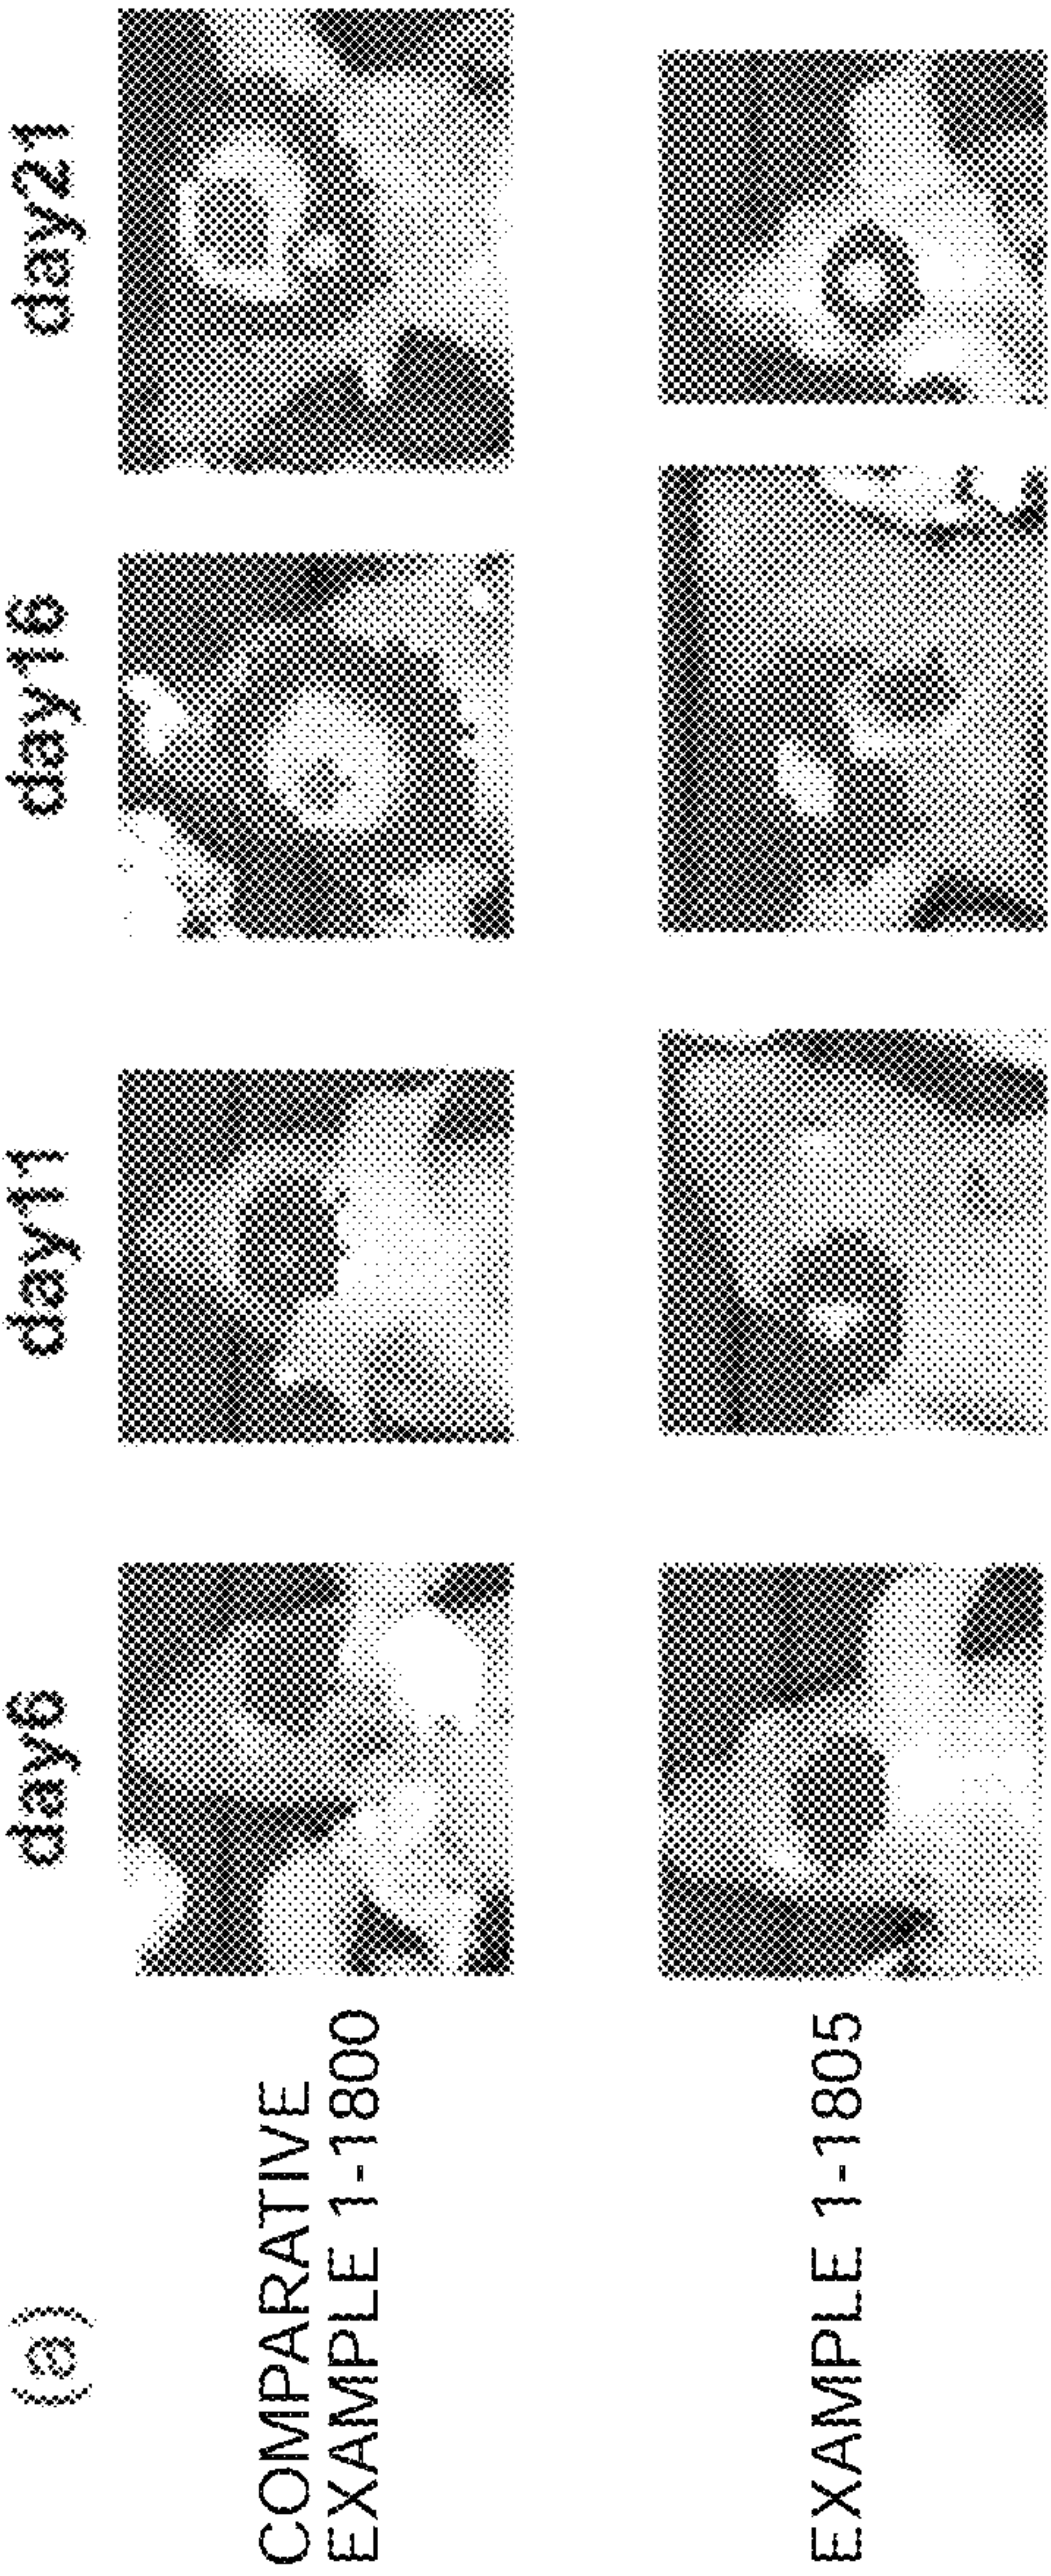 (a)
day6 day11 day16 day21
COMPARATIVE
EXAMPLE 1-1800
EXAMPLE 1-1805